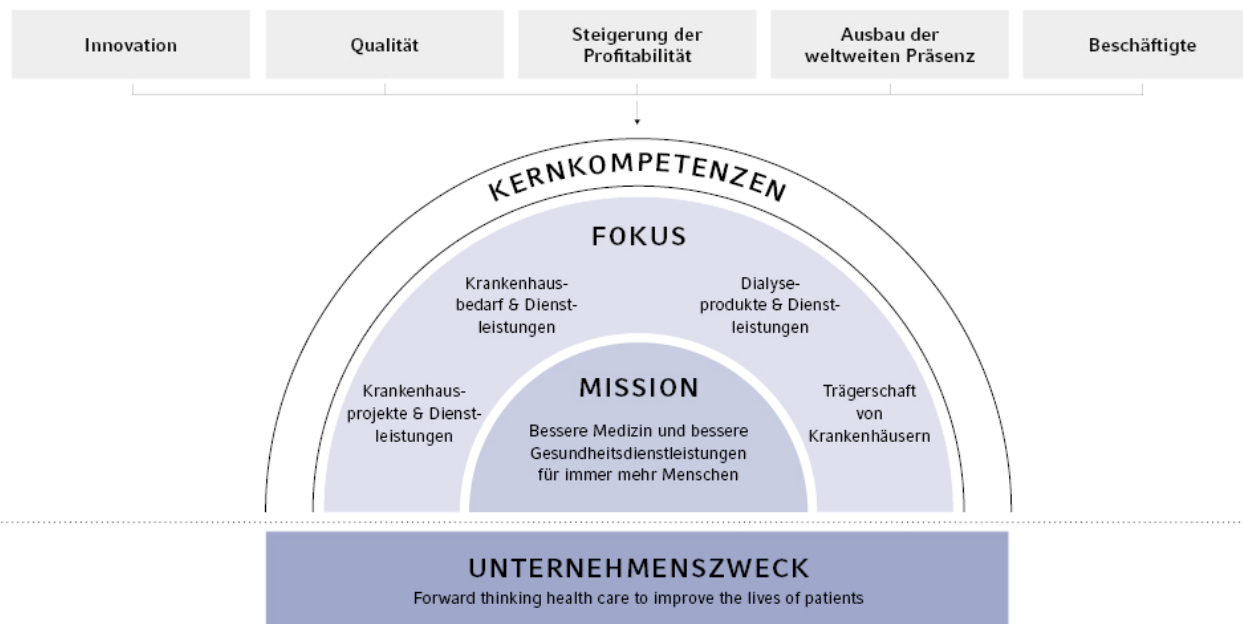 Innovation
Qualität
Steigerung der
Profitabilität
Ausbau der
weltweiten Präsenz
Beschäftigte
KERNKOMPETENZEN
FOKUS
Krankenhaus-
bedarf & Dienst-
leistungen
Dialyse-
produkte & Dienst-
leistungen
Krankenhaus-
projekte & Dienst-
leistungen
Trägerschaft
von
Krankenhäusern
MISSION
Bessere Medizin und bessere
Gesundheitsdienstleistungen
für immer mehr Menschen
UNTERNEHMENSZWECK
Forward thinking health care to improve the lives of patients